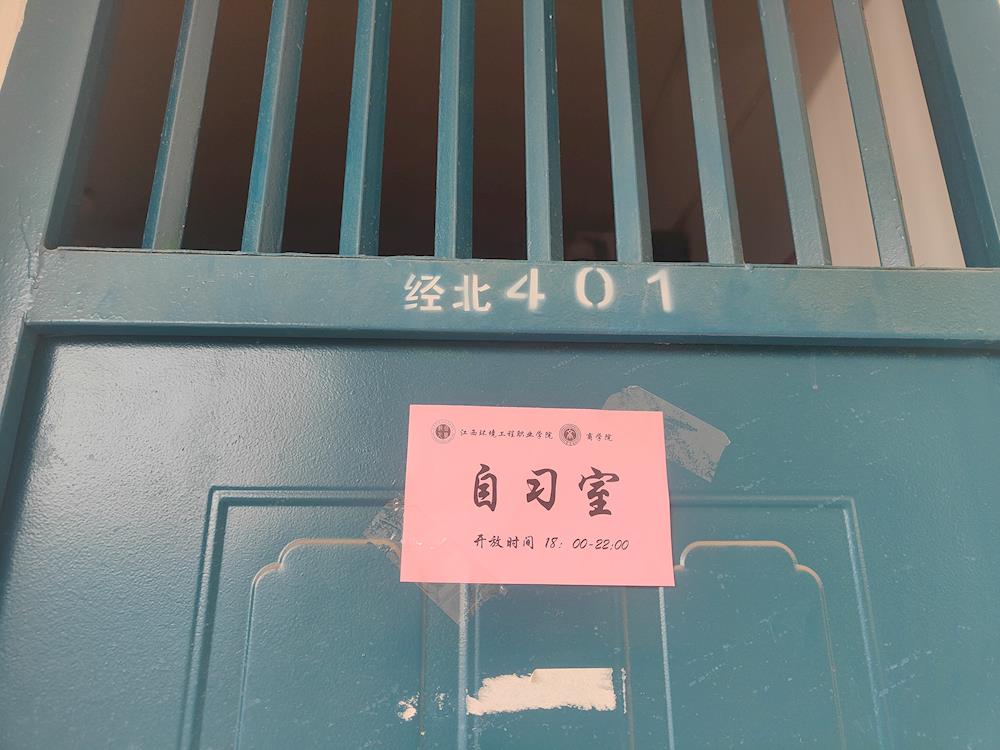 经北401
江西环境工程职业学院 商学院
自习室
开放时间 18：00-22:00